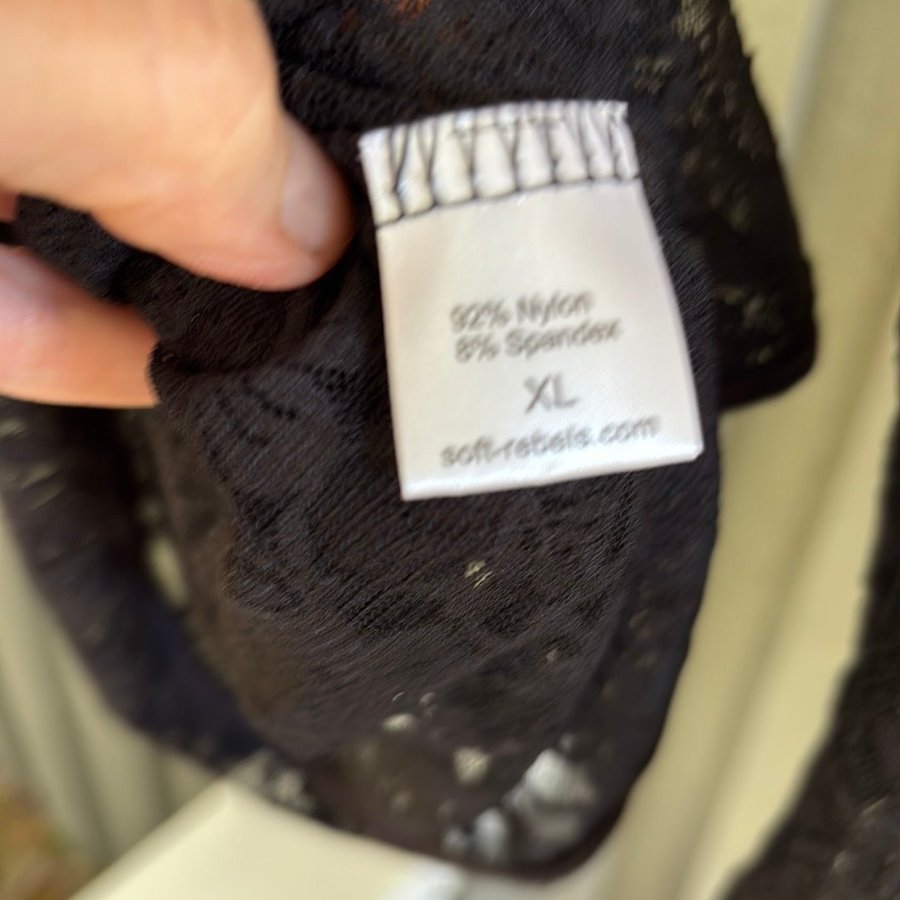 92% Nylon
8% Spandex
XL
soft-rebels.com